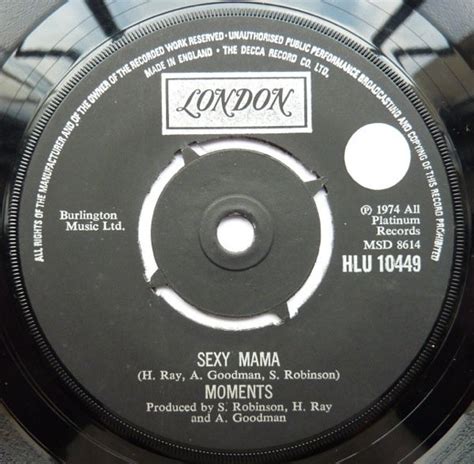 ALL RIGHTS OF THE MANUFACTURER AND OF THE OWNER OF THE RECORDED WORK RESERVED - UNAUTHORISED PUBLIC PERFORMANCE BROADCASTING AND COPYING OF THIS RECORD PROHIBITED
MADE IN ENGLAND · THE DECCA RECORD CO. LTD.
LONDON
Burlington
Music Ltd.
Ⓟ 1974 All
Platinum
Records
MSD 8614
HLU 10449
SEXY MAMA
(H. Ray, A. Goodman, S. Robinson)
MOMENTS
Produced by S. Robinson, H. Ray
and A. Goodman